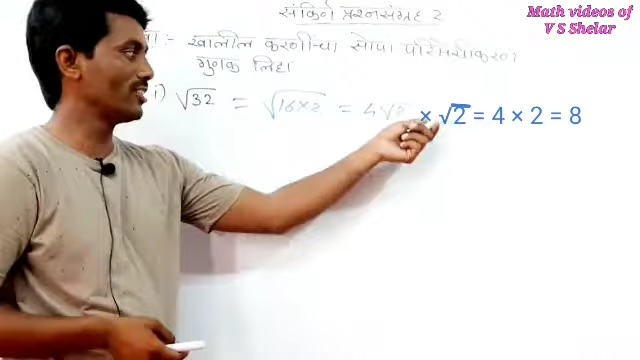 Math videos of
V S Shelar
संकिर्ण प्रश्नसंग्रह 2
खालील करणींचा सोपा परिमेयीकरण
गुणक लिहा
i) √32 = √16×2 = 4√2 × √2 = 4 × 2 = 8